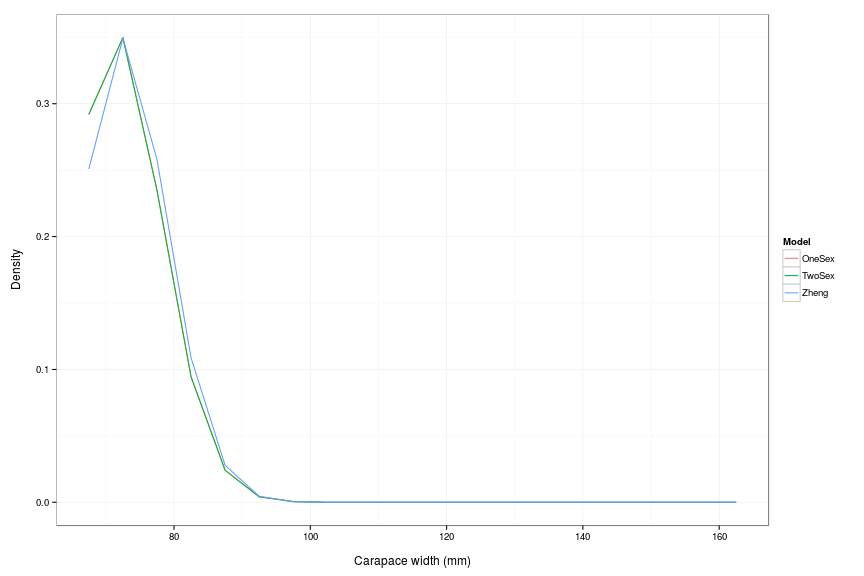 0.3
0.2
0.1
0.0
Density
80
100
120
140
160
Carapace width (mm)
Model
OneSex
TwoSex
Zheng